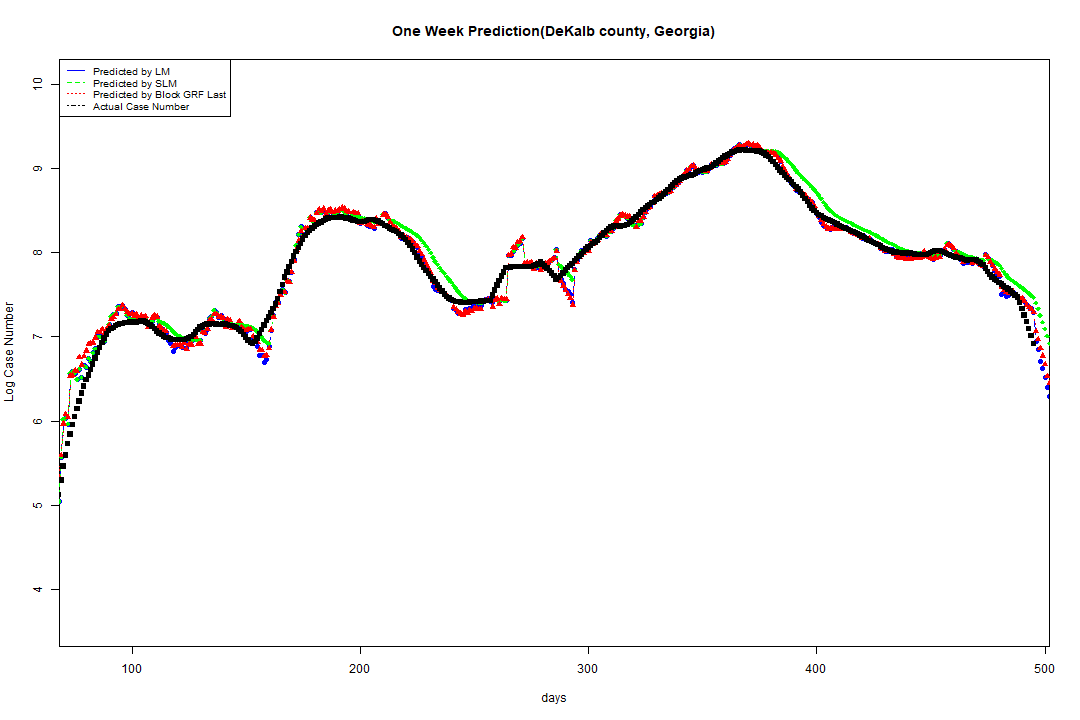 One Week Prediction(DeKalb county, Georgia)
Predicted by LM
Predicted by SLM
Predicted by Block GRF Last
Actual Case Number
10
9
8
7
6
5
4
Log Case Number
100 200 300 400 500
days